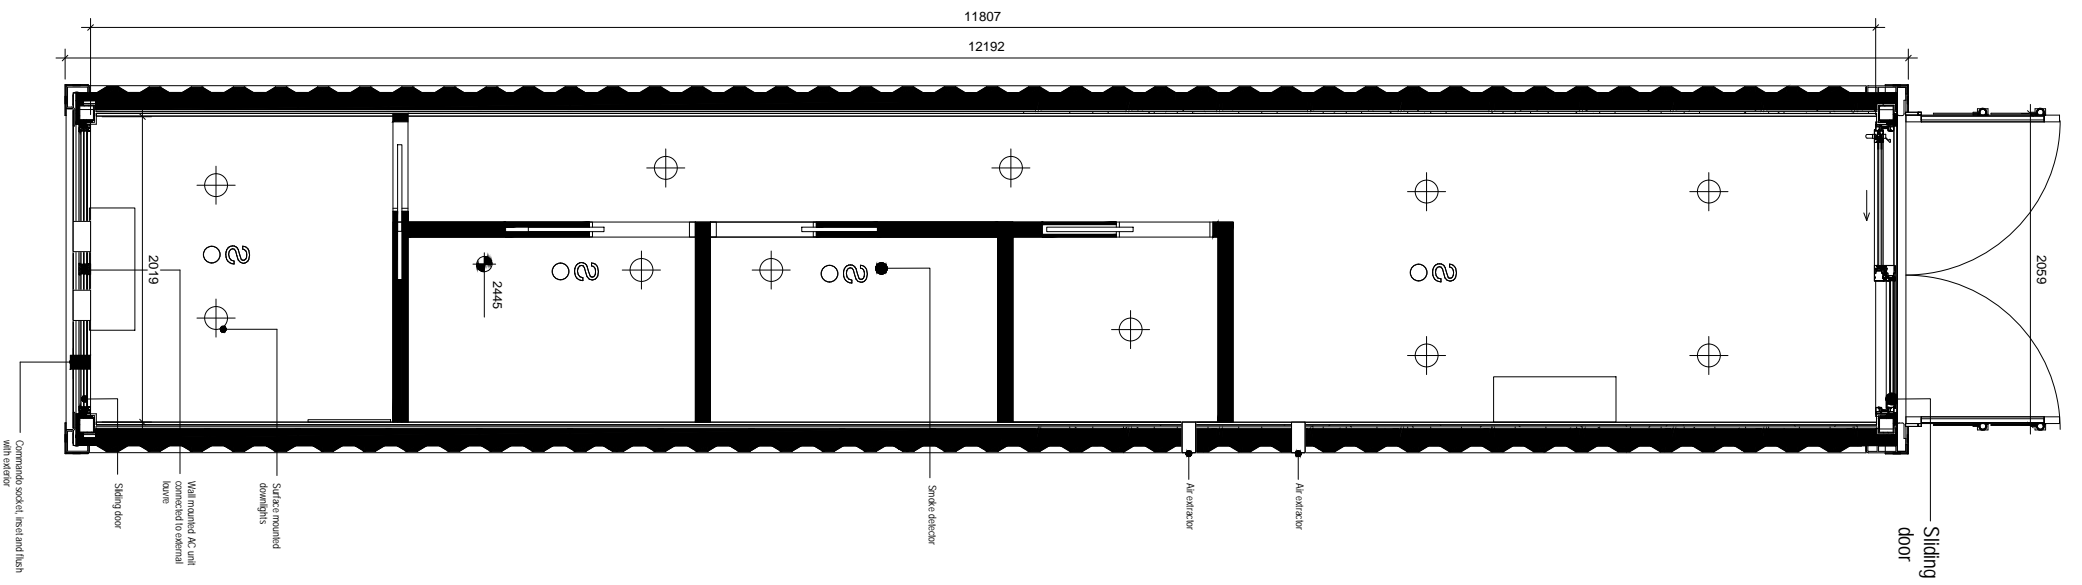 11807
12192
2059
2019
2445
S
S
S
S
Commando socket, inset and flush
with exterior
Sliding door
Wall mounted AC unit
connected to external
louvre
Surface mounted
downlights
Smoke detector
Air extractor
Air extractor
Sliding
door